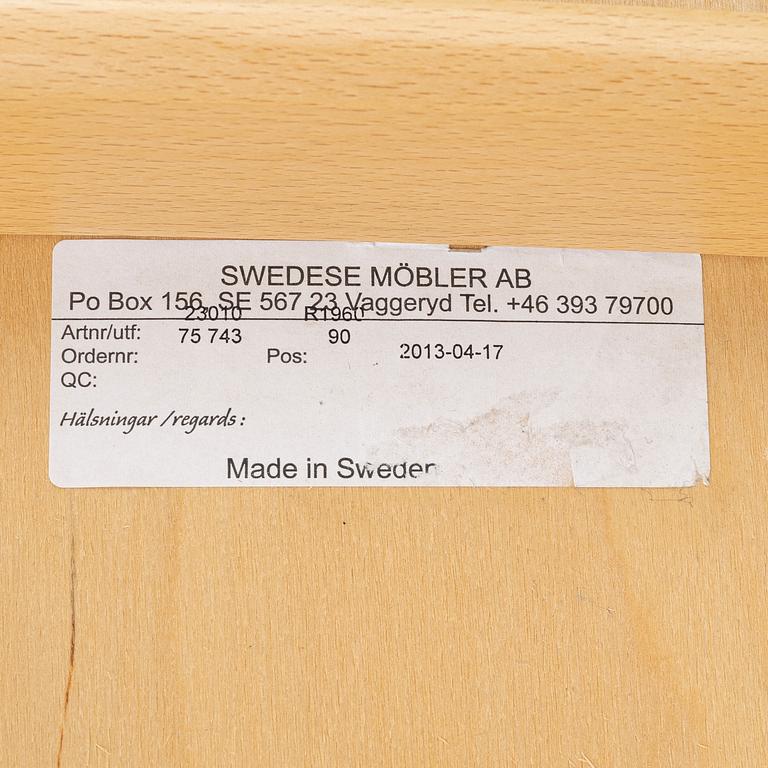 SWEDESE MÖBLER AB
Po Box 156, SE 567 23 Vaggeryd Tel. +46 393 79700
23010 R1960
Artnr/utf: 75 743 90
Ordernr: Pos: 2013-04-17
QC:
Hälsningar /regards :
Made in Sweden